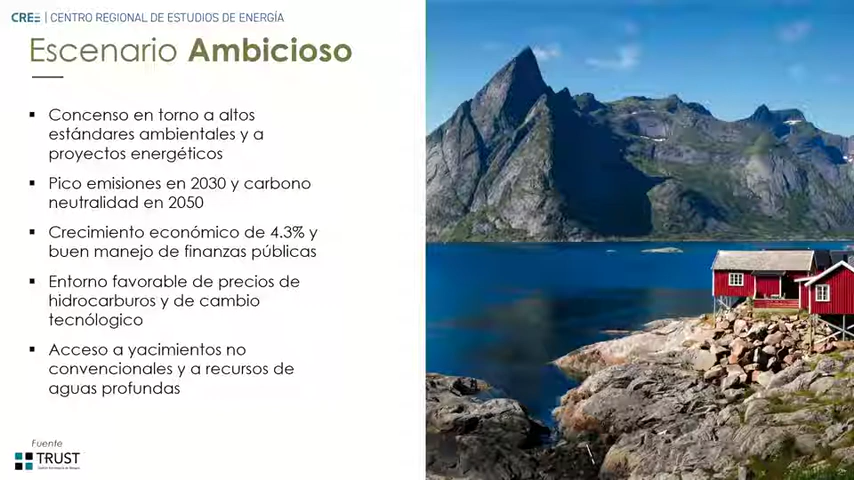 CREE | CENTRO REGIONAL DE ESTUDIOS DE ENERGÍA
Escenario Ambicioso
▪ Concenso en torno a altos
estándares ambientales y a
proyectos energéticos
▪ Pico emisiones en 2030 y carbono
neutralidad en 2050
▪ Crecimiento económico de 4.3% y
buen manejo de finanzas públicas
▪ Entorno favorable de precios de
hidrocarburos y de cambio
tecnólogico
▪ Acceso a yacimientos no
convencionales y a recursos de
aguas profundas
Fuente
TRUST